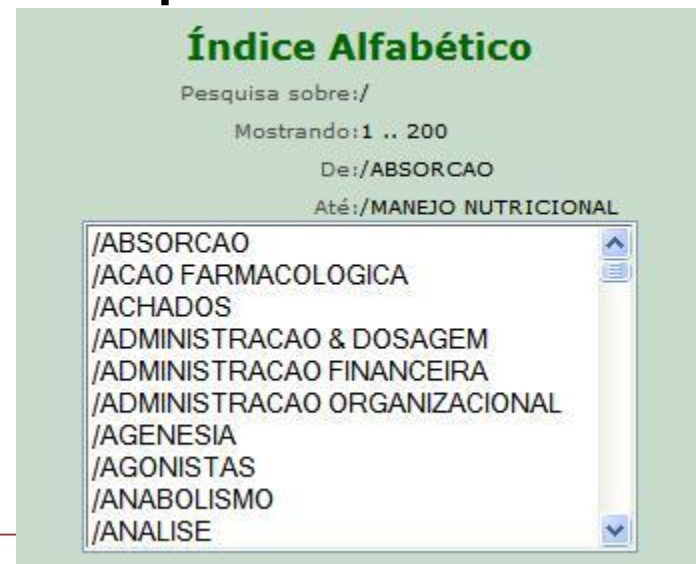 Índice Alfabético
Pesquisa sobre:/
Mostrando:1 .. 200
De:/ABSORCAO
Até:/MANEJO NUTRICIONAL
/ABSORCAO
/ACAO FARMACOLOGICA
/ACHADOS
/ADMINISTRACAO & DOSAGEM
/ADMINISTRACAO FINANCEIRA
/ADMINISTRACAO ORGANIZACIONAL
/AGENESIA
/AGONISTAS
/ANABOLISMO
/ANALISE